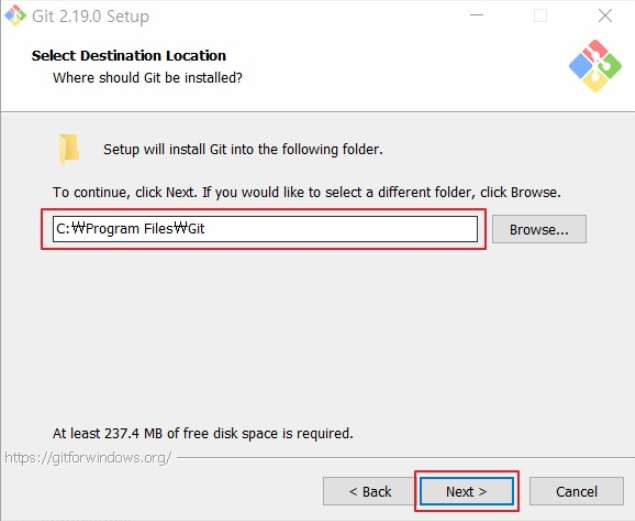 Git 2.19.0 Setup
Select Destination Location
Where should Git be installed?
Setup will install Git into the following folder.
To continue, click Next. If you would like to select a different folder, click Browse.
C:₩Program Files₩Git
Browse...
At least 237.4 MB of free disk space is required.
https://gitforwindows.org/
< Back
Next >
Cancel